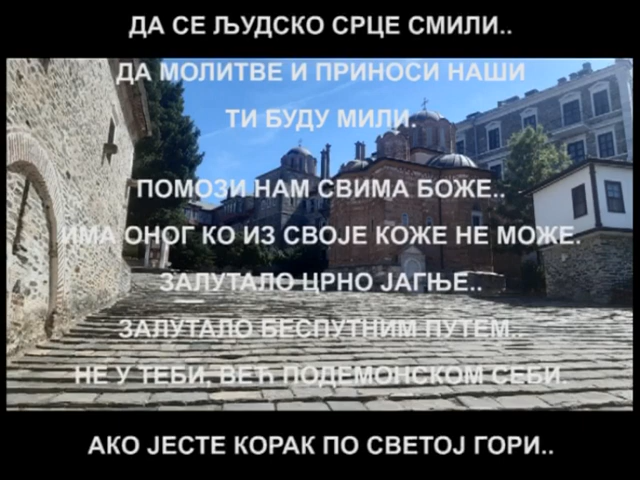 ДА СЕ ЉУДСКО СРЦЕ СМИЛИ..
ДА МОЛИТВЕ И ПРИНОСИ НАШИ
ТИ БУДУ МИЛИ.
ПОМОЗИ НАМ СВИМА БОЖЕ..
ИМА ОНОГ КО ИЗ СВОЈЕ КОЖЕ НЕ МОЖЕ.
ЗАЛУТАЛО ЦРНО ЈАГЊЕ..
ЗАЛУТАЛО БЕСПУТНИМ ПУТЕМ..
НЕ У ТЕБИ, ВЕЋ ПОДЕМОНСКОМ СЕБИ.
АКО ЈЕСТЕ КОРАК ПО СВЕТОЈ ГОРИ..